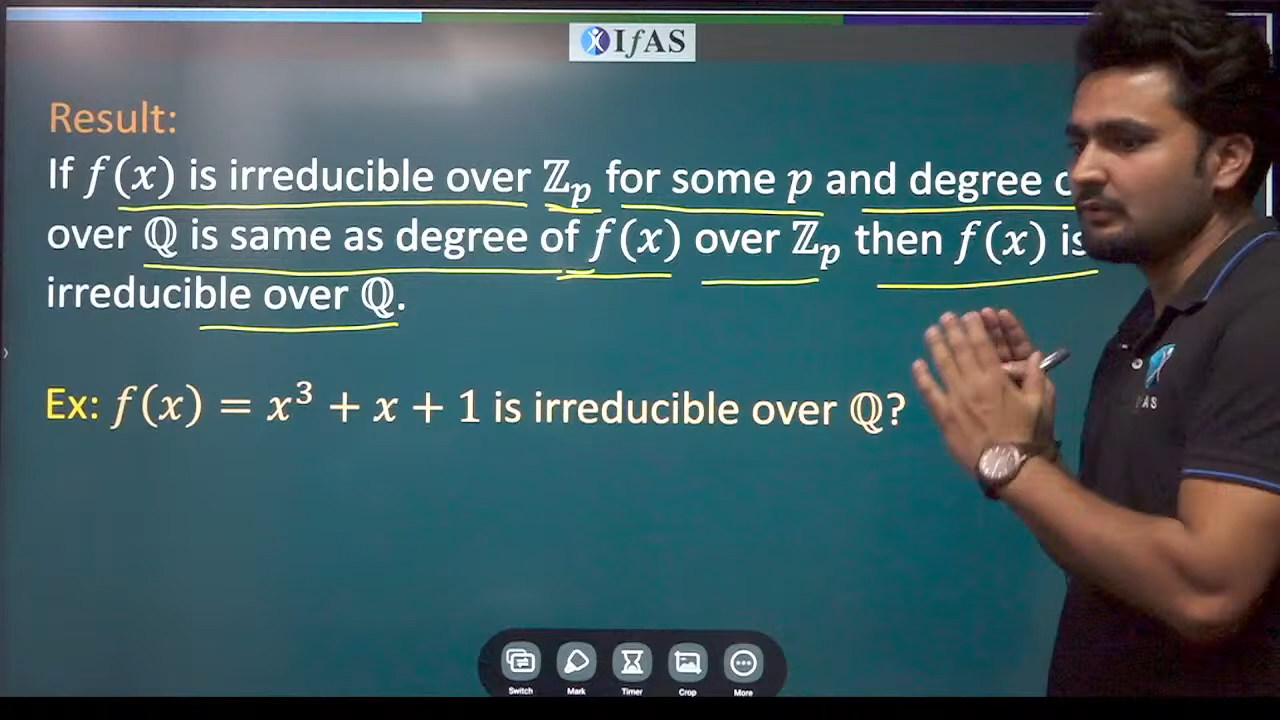 IfAS
Result:
If f(x) is irreducible over ℤₚ for some p and degree
over ℚ is same as degree of f(x) over ℤₚ then f(x) is
irreducible over ℚ.
Ex: f(x) = x³ + x + 1 is irreducible over ℚ?
Switch Mark Timer Crop More